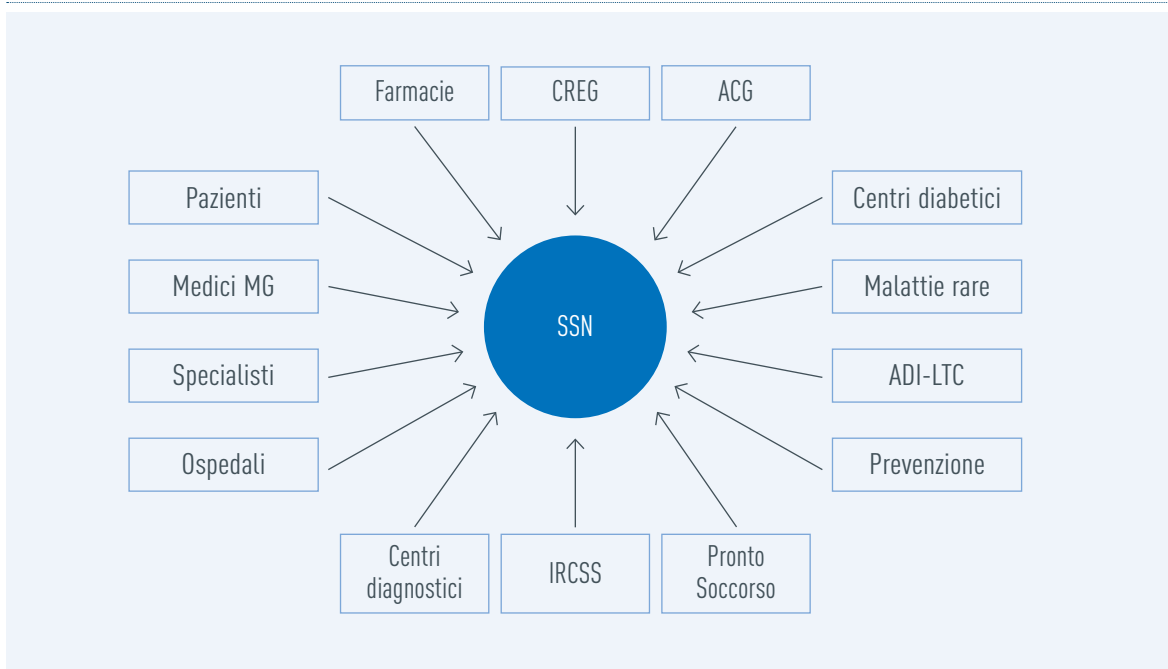 Farmacie
CREG
ACG
Pazienti
Centri diabetici
Medici MG
Malattie rare
SSN
Specialisti
ADI-LTC
Ospedali
Prevenzione
Centri
diagnostici
IRCSS
Pronto
Soccorso